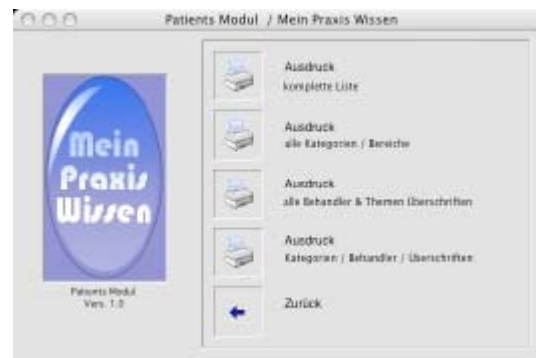 Patients Modul / Mein Praxis Wissen
Mein
Praxis
Wissen
Patients Modul
Vers. 1.0
Ausdruck
komplette Liste
Ausdruck
alle Kategorien / Bereiche
Ausdruck
alle Behandler & Themen Überschriften
Ausdruck
Kategorien / Behandler / Überschriften
Zurück